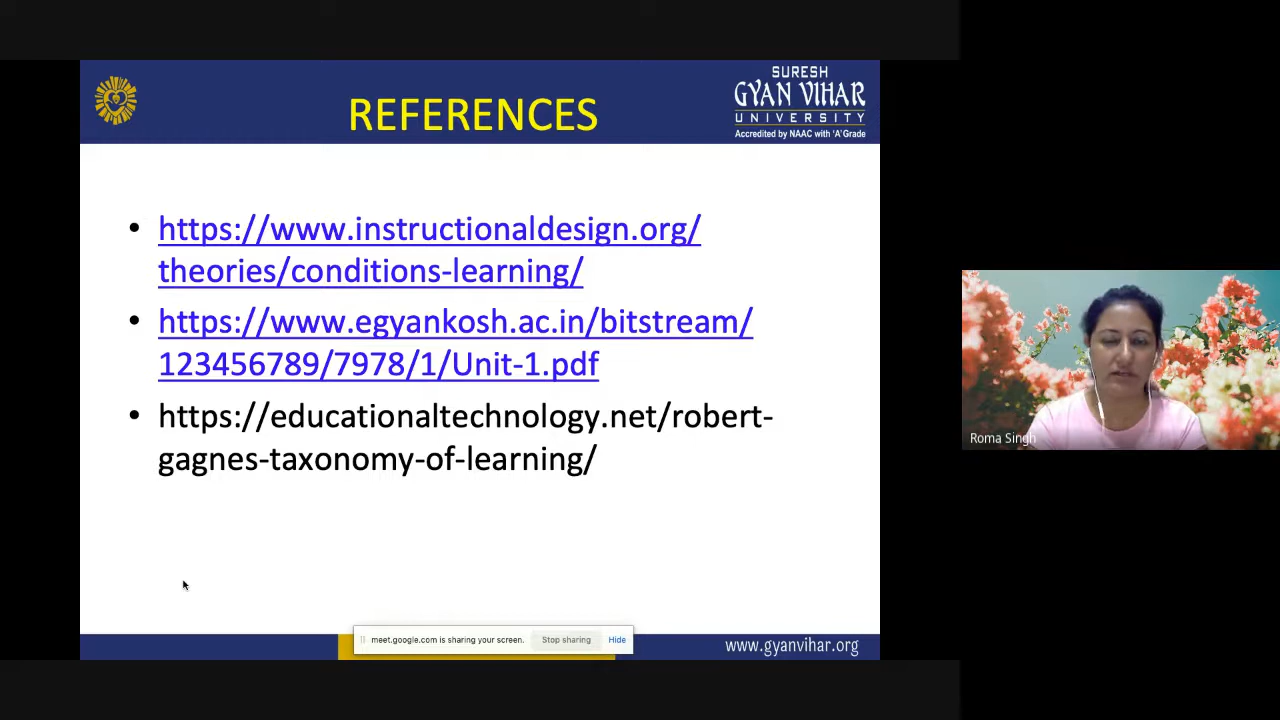 REFERENCES
SURESH
GYAN VIHAR
UNIVERSITY
Accredited by NAAC with 'A' Grade
• https://www.instructionaldesign.org/
theories/conditions-learning/
• https://www.egyankosh.ac.in/bitstream/
123456789/7978/1/Unit-1.pdf
• https://educationaltechnology.net/robert-
gagnes-taxonomy-of-learning/
Roma Singh
meet.google.com is sharing your screen. Stop sharing Hide
www.gyanvihar.org